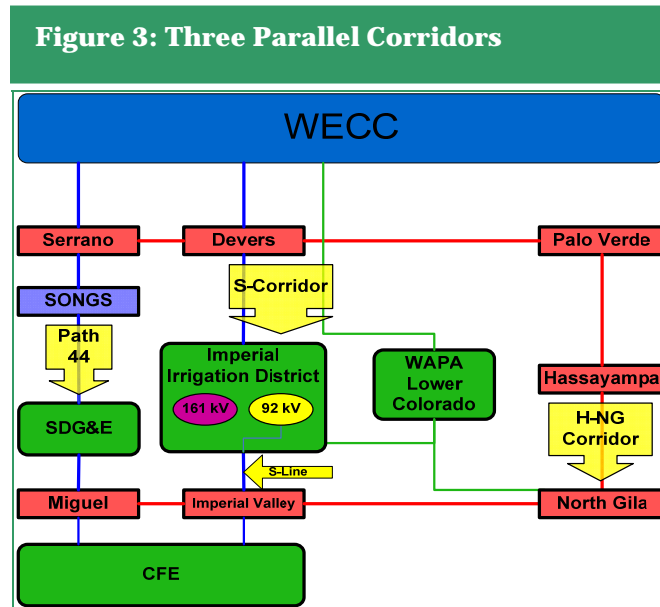 Figure 3: Three Parallel Corridors
WECC
Serrano
Devers
Palo Verde
SONGS
S-Corridor
Path
44
Imperial
Irrigation District
161 kV
92 kV
WAPA
Lower
Colorado
Hassayampa
SDG&E
H-NG
Corridor
S-Line
Miguel
Imperial Valley
North Gila
CFE